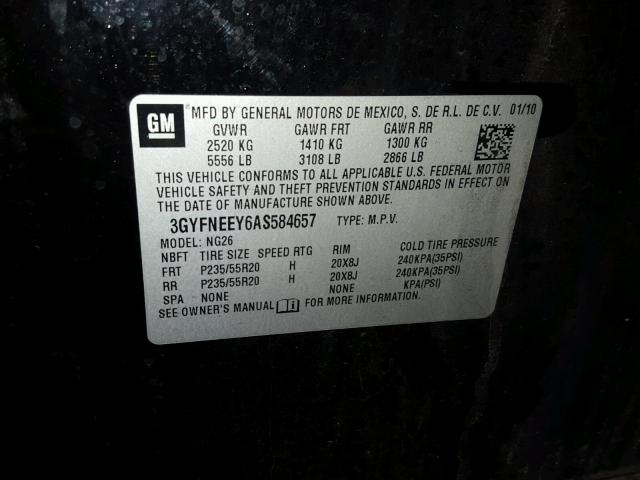 GM MFD BY GENERAL MOTORS DE MEXICO, S. DE R.L. DE C.V. 01/10
GVWR GAWR FRT GAWR RR
2520 KG 1410 KG 1300 KG
5556 LB 3108 LB 2866 LB
THIS VEHICLE CONFORMS TO ALL APPLICABLE U.S. FEDERAL MOTOR
VEHICLE SAFETY AND THEFT PREVENTION STANDARDS IN EFFECT ON
THE DATE OF MANUFACTURE SHOWN ABOVE.
3GYFNEEY6AS584657 TYPE: M.P.V.
MODEL: NG26
NBFT TIRE SIZE SPEED RTG RIM COLD TIRE PRESSURE
FRT P235/55R20 H 20X8J 240KPA(35PSI)
RR P235/55R20 H 20X8J 240KPA(35PSI)
SPA NONE NONE KPA(PSI)
SEE OWNER'S MANUAL FOR MORE INFORMATION.